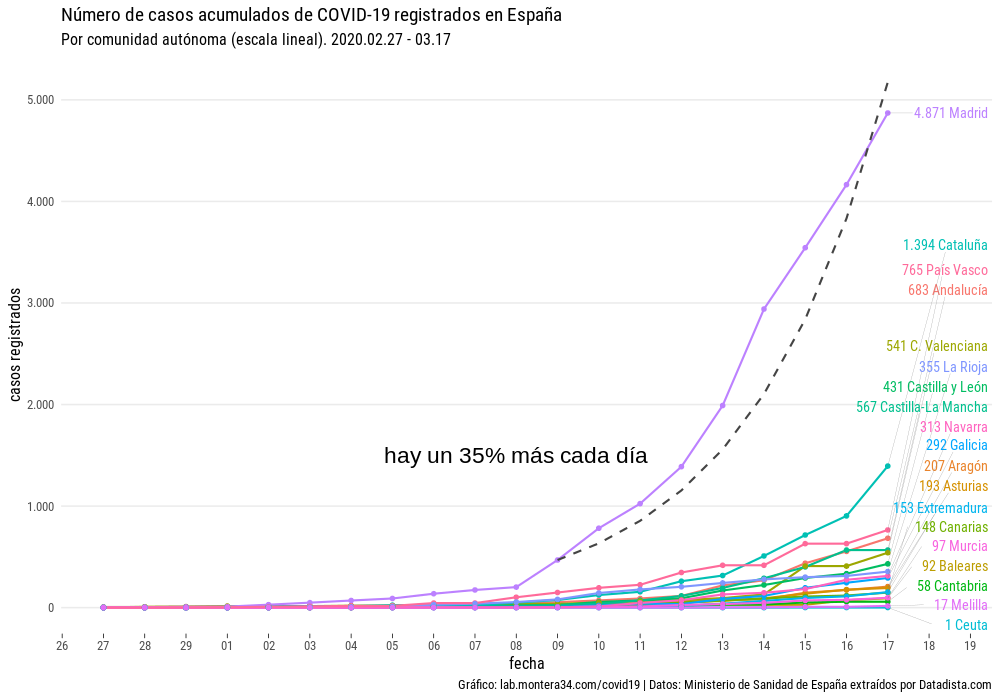 Número de casos acumulados de COVID-19 registrados en España
Por comunidad autónoma (escala lineal). 2020.02.27 - 03.17
5.000
4.000
3.000
2.000
1.000
0
casos registrados
hay un 35% más cada día
4.871 Madrid
1.394 Cataluña
765 País Vasco
683 Andalucía
541 C. Valenciana
355 La Rioja
431 Castilla y León
567 Castilla-La Mancha
313 Navarra
292 Galicia
207 Aragón
193 Asturias
153 Extremadura
148 Canarias
97 Murcia
92 Baleares
58 Cantabria
17 Melilla
1 Ceuta
26 27 28 29 01 02 03 04 05 06 07 08 09 10 11 12 13 14 15 16 17 18 19
fecha
Gráfico: lab.montera34.com/covid19 | Datos: Ministerio de Sanidad de España extraídos por Datadista.com